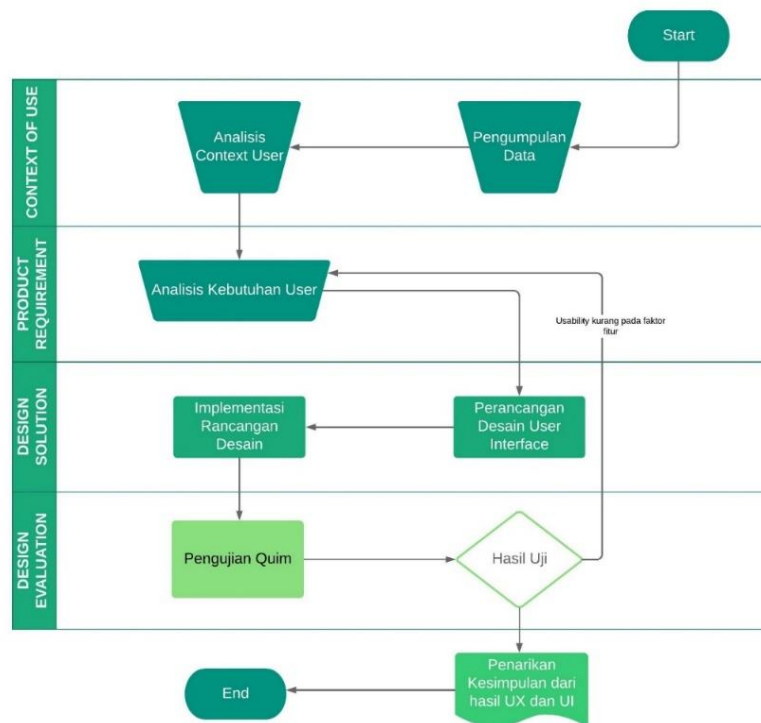 Start
CONTEXT OF USE
Analisis
Context User
Pengumpulan
Data
PRODUCT
REQUIREMENT
Analisis Kebutuhan User
Usability kurang pada faktor
fitur
DESIGN
SOLUTION
Implementasi
Rancangan
Desain
Perancangan
Desain User
Interface
DESIGN
EVALUATION
Pengujian Quim
Hasil Uji
Penarikan
Kesimpulan dari
hasil UX dan UI
End